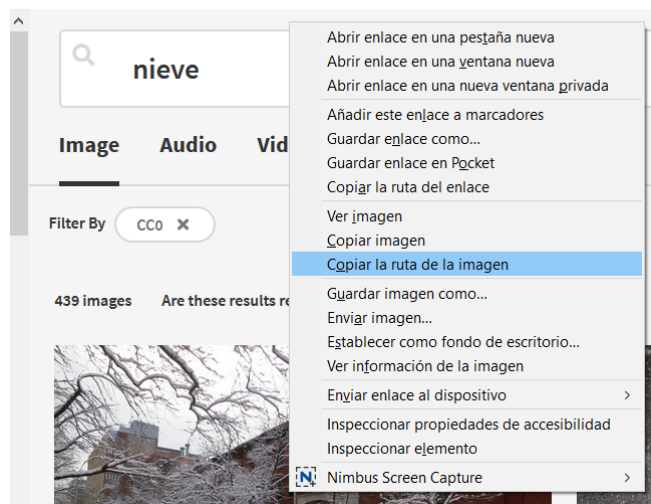 nieve
Image Audio Vid
Filter By CC0 ×
439 images Are these results re
Abrir enlace en una pestaña nueva
Abrir enlace en una ventana nueva
Abrir enlace en una nueva ventana privada
Añadir este enlace a marcadores
Guardar enlace como...
Guardar enlace en Pocket
Copiar la ruta del enlace
Ver imagen
Copiar imagen
Copiar la ruta de la imagen
Guardar imagen como...
Enviar imagen...
Establecer como fondo de escritorio...
Ver información de la imagen
Enviar enlace al dispositivo
Inspeccionar propiedades de accesibilidad
Inspeccionar elemento
N Nimbus Screen Capture